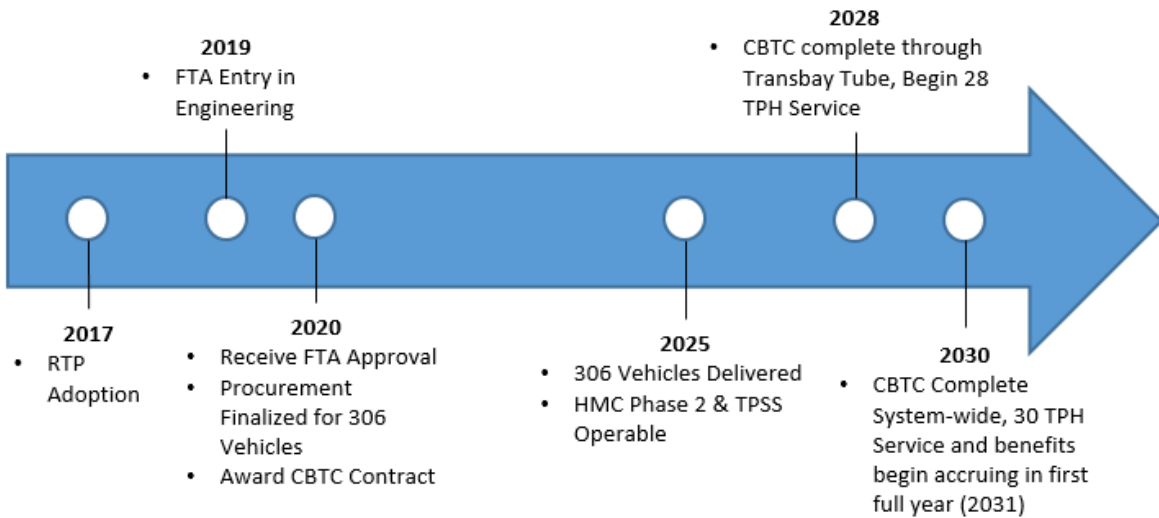 2019
• FTA Entry in
Engineering
2028
• CBTC complete through
Transbay Tube, Begin 28
TPH Service
2017
• RTP
Adoption
2020
• Receive FTA Approval
• Procurement
Finalized for 306
Vehicles
• Award CBTC Contract
2025
• 306 Vehicles Delivered
• HMC Phase 2 & TPSS
Operable
2030
• CBTC Complete
System-wide, 30 TPH
Service and benefits
begin accruing in first
full year (2031)